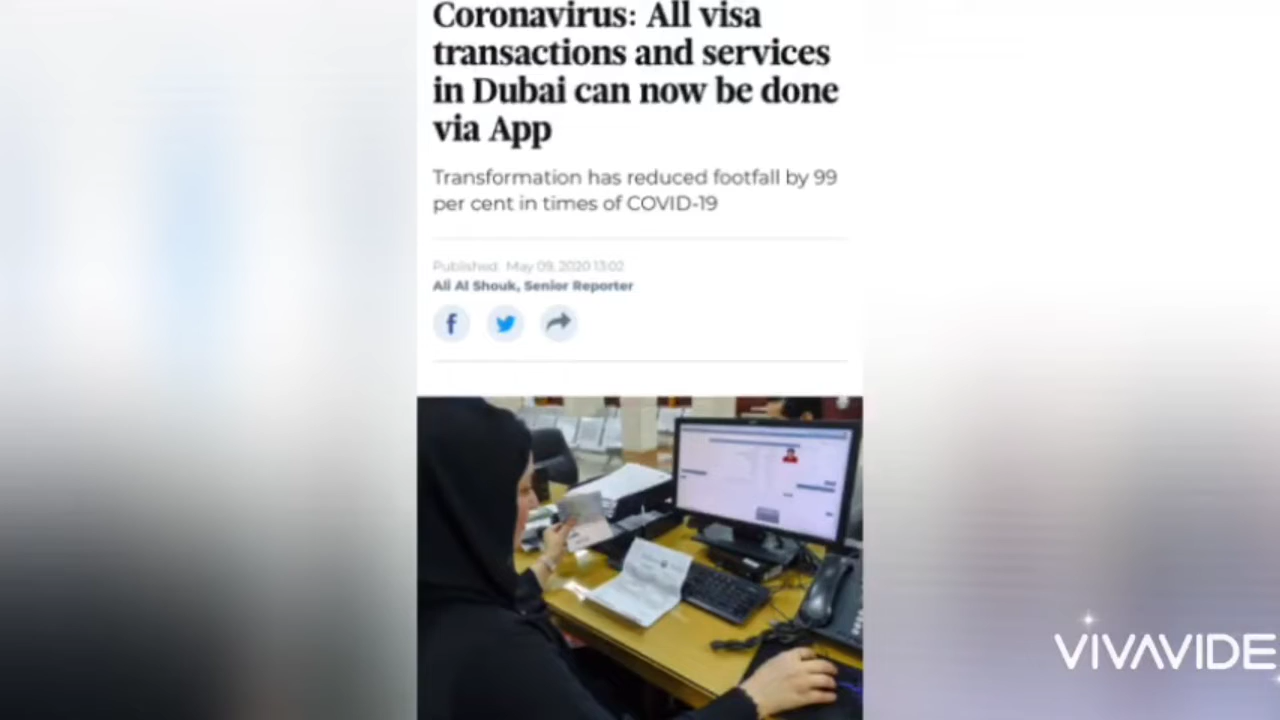 Coronavirus: All visa
transactions and services
in Dubai can now be done
via App
Transformation has reduced footfall by 99
per cent in times of COVID-19
Published: May 09, 2020 13:02
Ali Al Shouk, Senior Reporter
VIVAVIDE